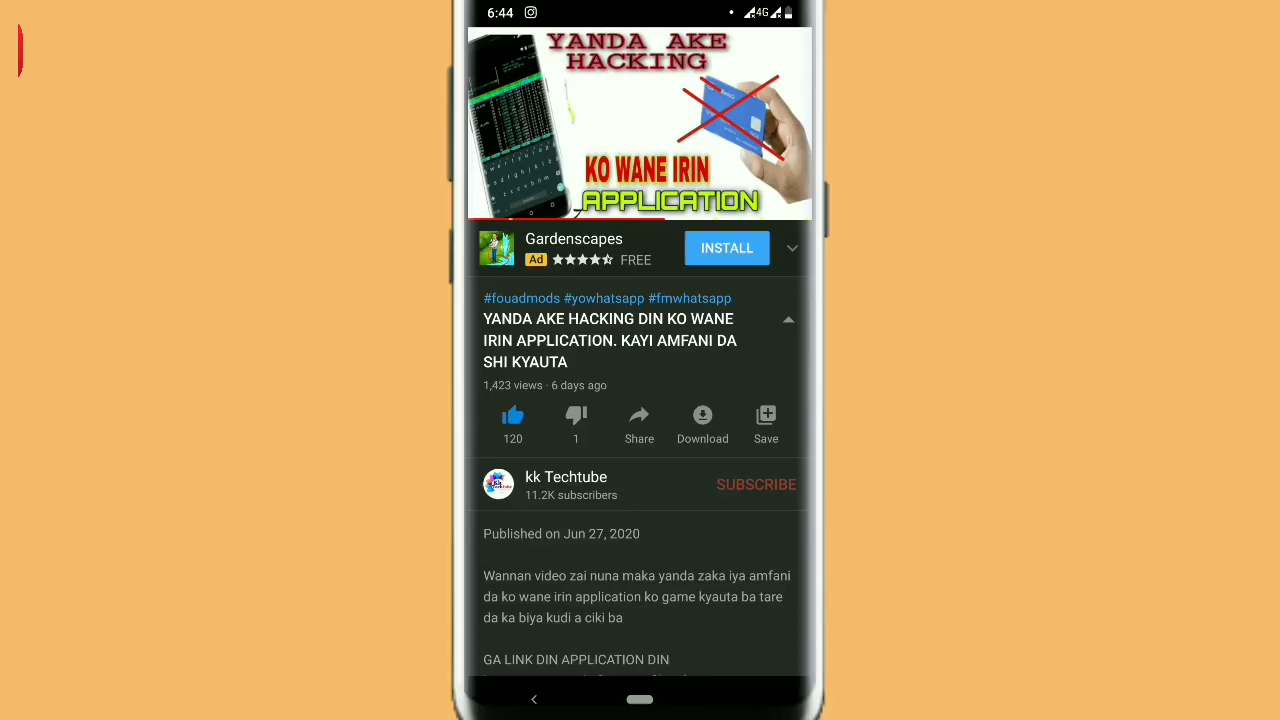 6:44
4G
YANDA AKE
HACKING
KO WANE IRIN
APPLICATION
Gardenscapes
INSTALL
Ad
FREE
#fouadmods #yowhatsapp #fmwhatsapp
YANDA AKE HACKING DIN KO WANE
IRIN APPLICATION. KAYI AMFANI DA
SHI KYAUTA
1,423 views · 6 days ago
120
1
Share
Download
Save
kk Techtube
11.2K subscribers
SUBSCRIBE
Published on Jun 27, 2020
Wannan video zai nuna maka yanda zaka iya amfani
da ko wane irin application ko game kyauta ba tare
da ka biya kudi a ciki ba
GA LINK DIN APPLICATION DIN